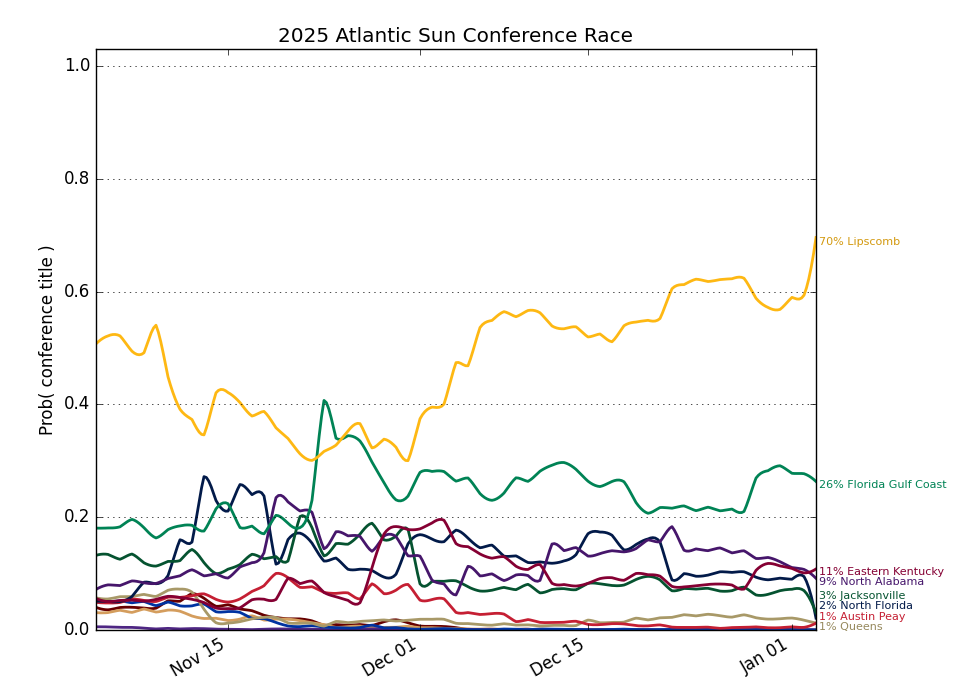 2025 Atlantic Sun Conference Race
Prob( conference title )
1.0
0.8
0.6
0.4
0.2
0.0
70% Lipscomb
26% Florida Gulf Coast
11% Eastern Kentucky
9% North Alabama
3% Jacksonville
2% North Florida
1% Austin Peay
1% Queens
Nov 15
Dec 01
Dec 15
Jan 01